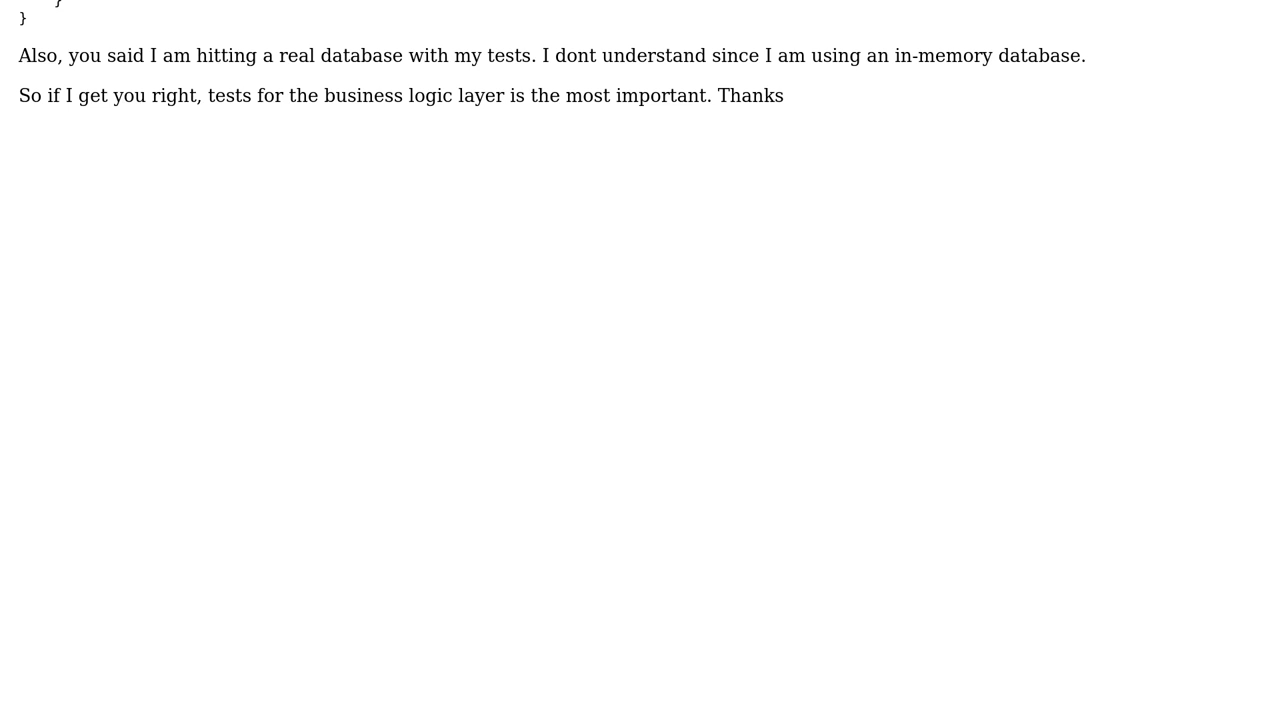 }
}
Also, you said I am hitting a real database with my tests. I dont understand since I am using an in-memory database.
So if I get you right, tests for the business logic layer is the most important. Thanks